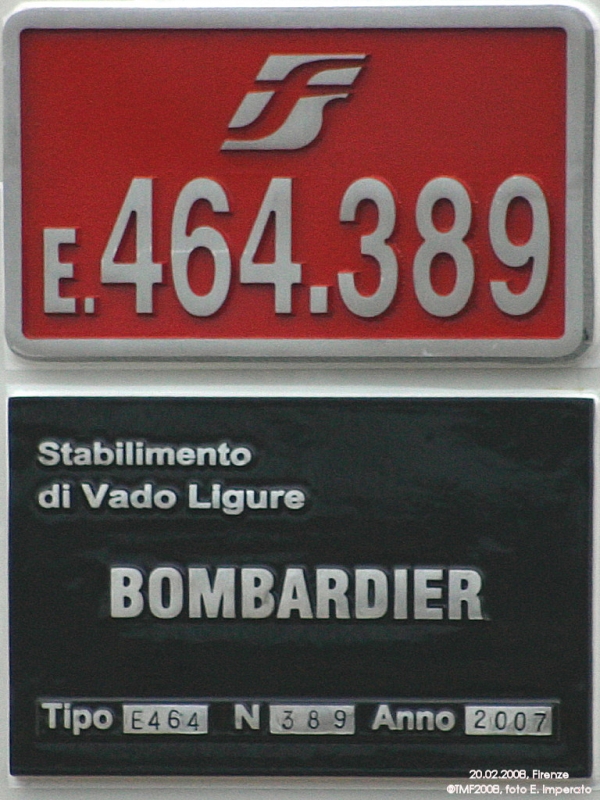 E.464.389
Stabilimento
di Vado Ligure
BOMBARDIER
Tipo E464 N 389 Anno 2007
20.02.2008, Firenze
©TMF2008, foto E. Imperato